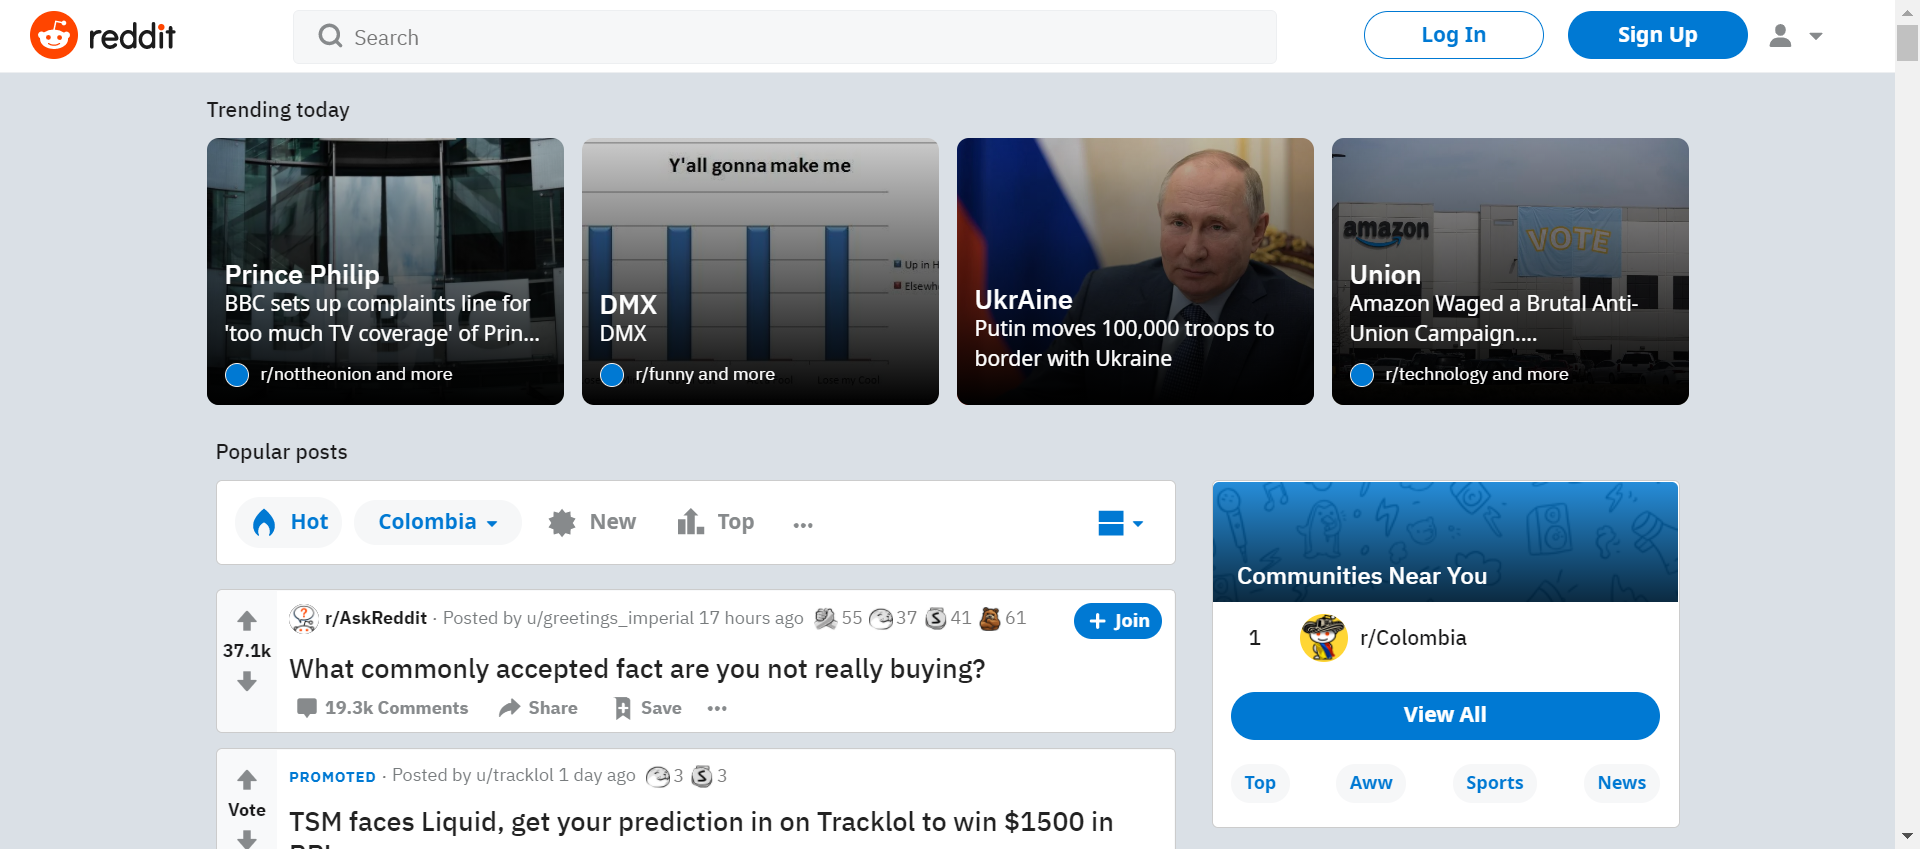 reddit
Search
Log In
Sign Up
Trending today
Prince Philip
BBC sets up complaints line for
'too much TV coverage' of Prin...
r/nottheonion and more
Y'all gonna make me
Up in H
Elsewh
Lose my Cool
DMX
DMX
r/funny and more
UkrAine
Putin moves 100,000 troops to
border with Ukraine
amazon
VOTE
Union
Amazon Waged a Brutal Anti-
Union Campaign....
r/technology and more
Popular posts
Hot
Colombia
New
Top
...
37.1k
r/AskReddit · Posted by u/greetings_imperial 17 hours ago 55 37 S 41 61
+ Join
What commonly accepted fact are you not really buying?
19.3k Comments
Share
Save
...
Vote
PROMOTED · Posted by u/tracklol 1 day ago 3 S 3
TSM faces Liquid, get your prediction in on Tracklol to win $1500 in
Communities Near You
1
r/Colombia
View All
Top
Aww
Sports
News